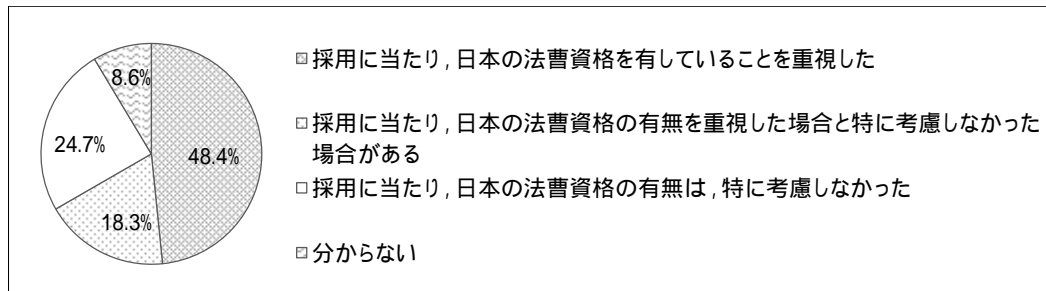 8.6%
24.7%
48.4%
18.3%
採用に当たり,日本の法曹資格を有していることを重視した
採用に当たり,日本の法曹資格の有無を重視した場合と特に考慮しなかった
場合がある
採用に当たり,日本の法曹資格の有無は,特に考慮しなかった
分からない